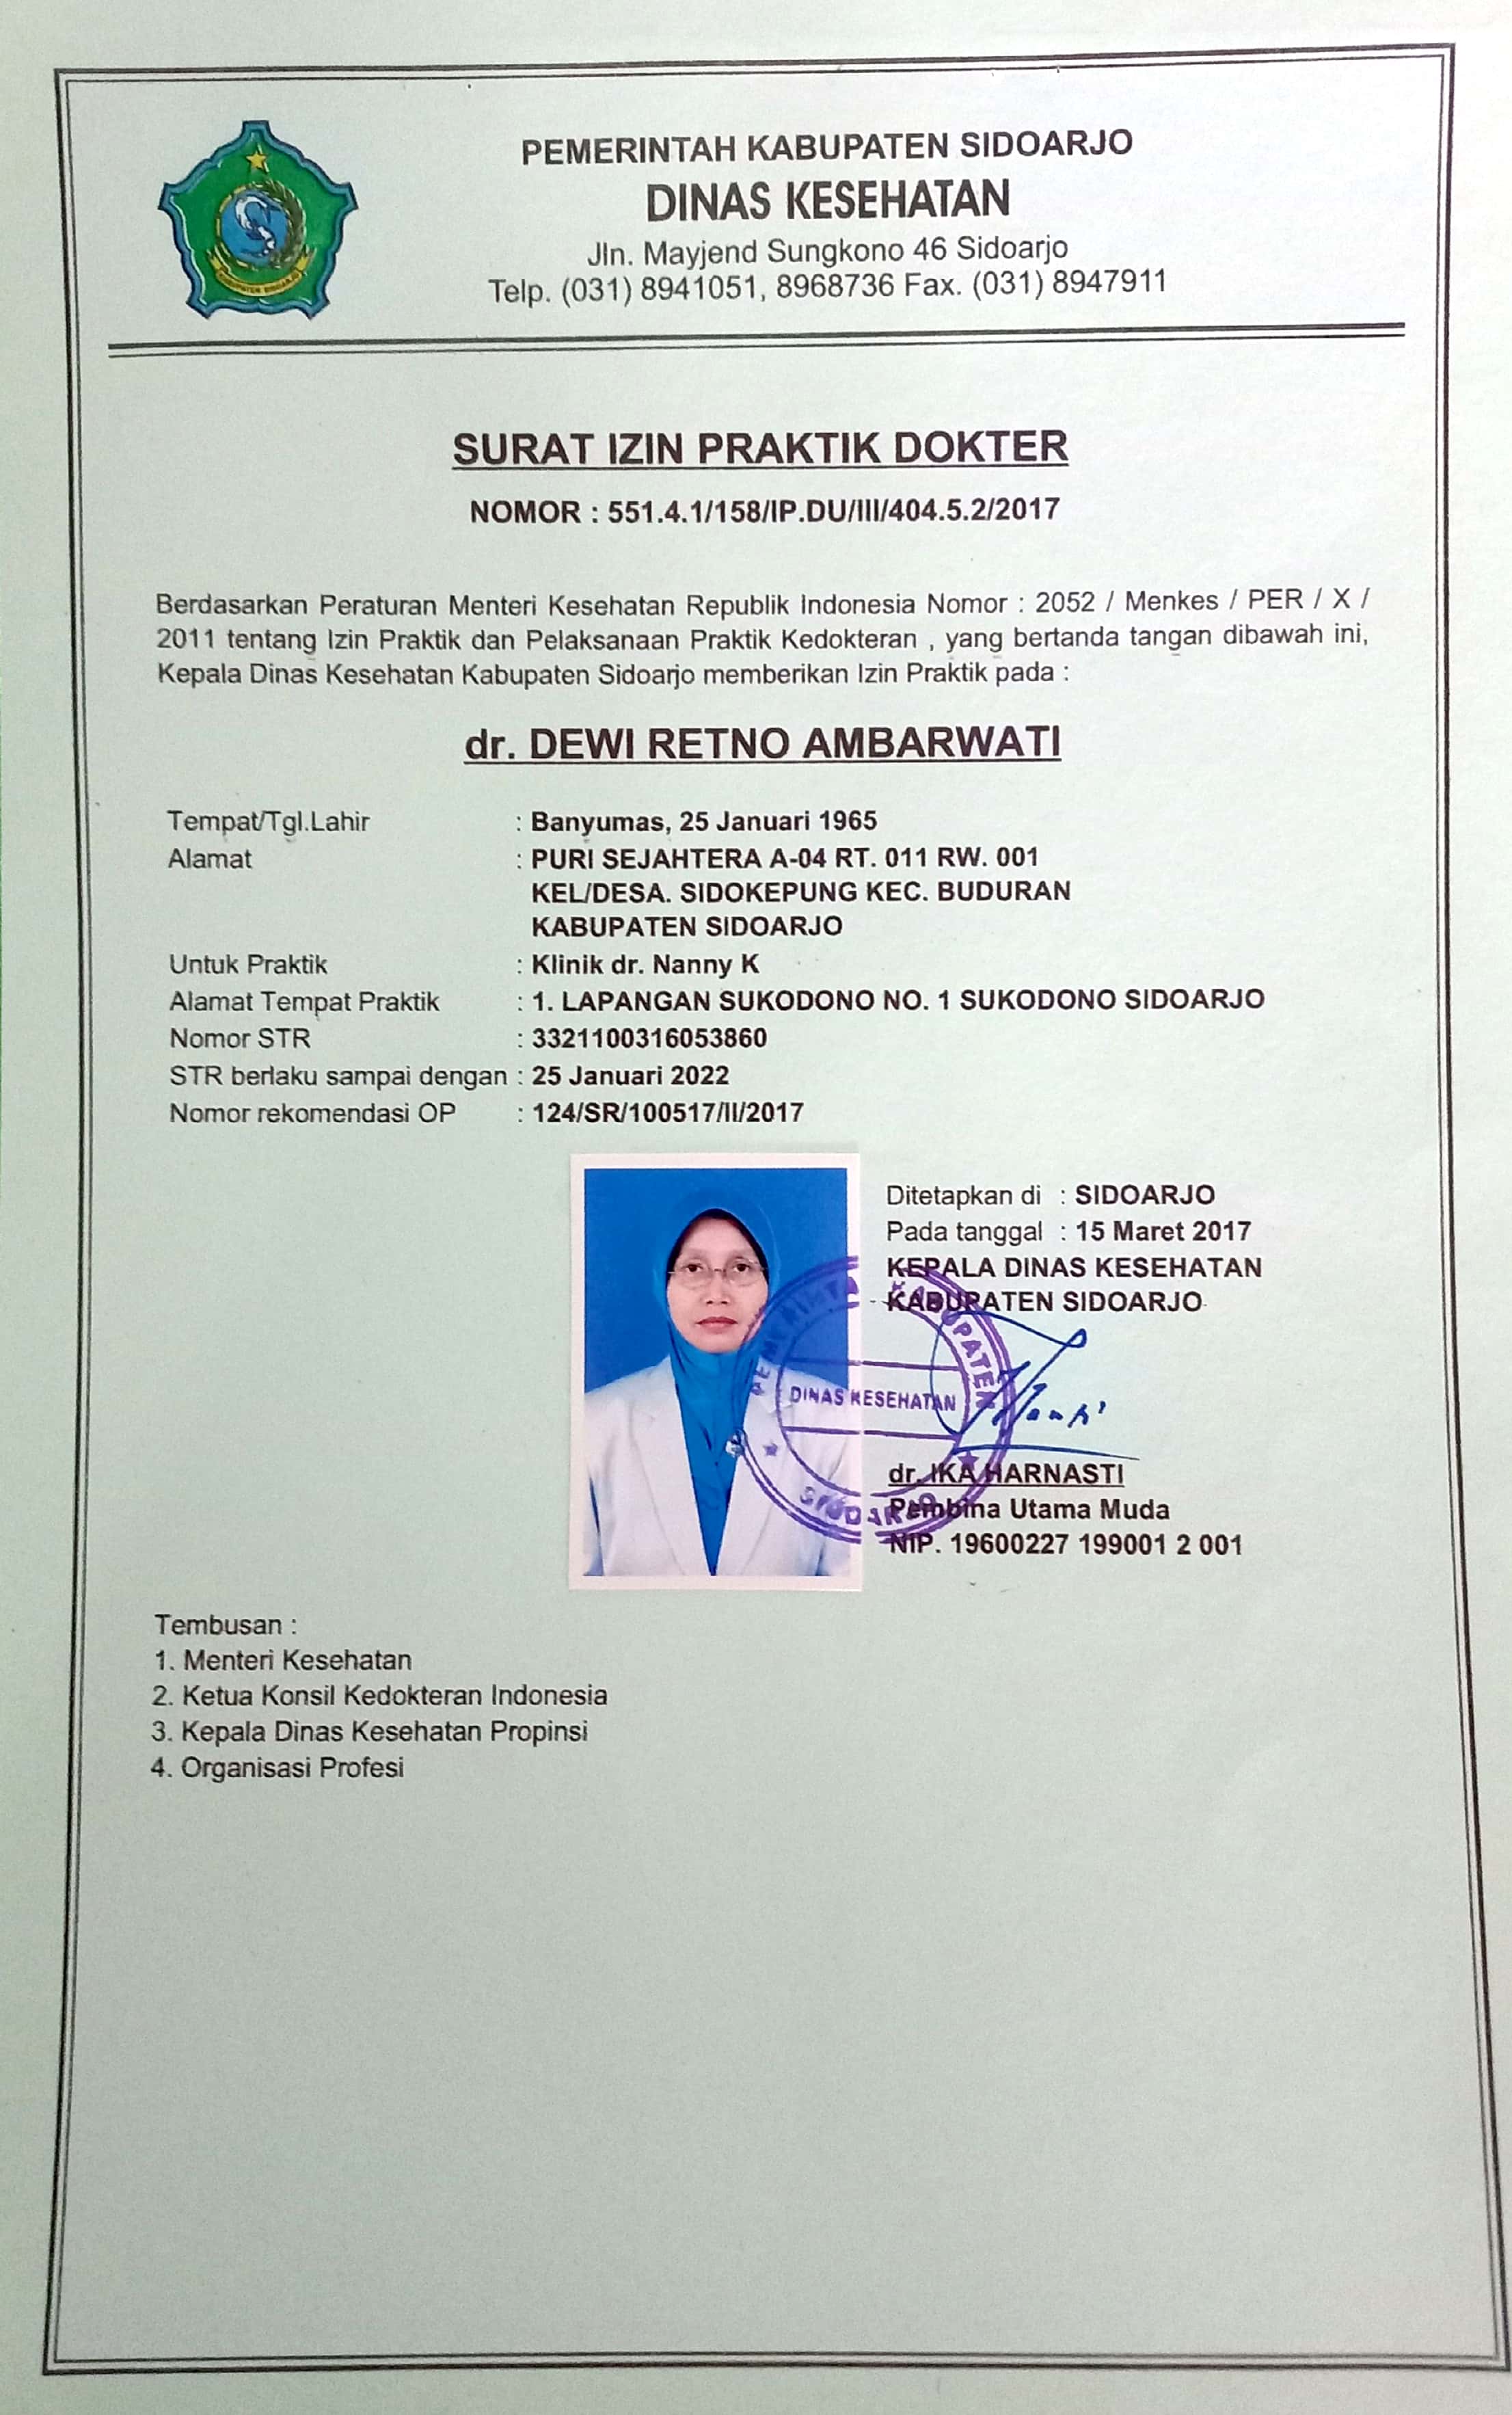 PEMERINTAH KABUPATEN SIDOARJO
DINAS KESEHATAN
Jln. Mayjend Sungkono 46 Sidoarjo
Telp. (031) 8941051, 8968736 Fax. (031) 8947911
SURAT IZIN PRAKTIK DOKTER
NOMOR : 551.4.1/158/IP.DU/III/404.5.2/2017
Berdasarkan Peraturan Menteri Kesehatan Republik Indonesia Nomor : 2052 / Menkes / PER / X /
2011 tentang Izin Praktik dan Pelaksanaan Praktik Kedokteran , yang bertanda tangan dibawah ini,
Kepala Dinas Kesehatan Kabupaten Sidoarjo memberikan Izin Praktik pada :
dr. DEWI RETNO AMBARWATI
Tempat/Tgl.Lahir : Banyumas, 25 Januari 1965
Alamat : PURI SEJAHTERA A-04 RT. 011 RW. 001
KEL/DESA. SIDOKEPUNG KEC. BUDURAN
KABUPATEN SIDOARJO
Untuk Praktik : Klinik dr. Nanny K
Alamat Tempat Praktik : 1. LAPANGAN SUKODONO NO. 1 SUKODONO SIDOARJO
Nomor STR : 3321100316053860
STR berlaku sampai dengan : 25 Januari 2022
Nomor rekomendasi OP : 124/SR/100517/II/2017
Ditetapkan di : SIDOARJO
Pada tanggal : 15 Maret 2017
KEPALA DINAS KESEHATAN
KABUPATEN SIDOARJO
DINAS KESEHATAN
KABUPATEN
SIDOARJO
dr. IKA HARNASTI
Pembina Utama Muda
NIP. 19600227 199001 2 001
Tembusan :
1. Menteri Kesehatan
2. Ketua Konsil Kedokteran Indonesia
3. Kepala Dinas Kesehatan Propinsi
4. Organisasi Profesi